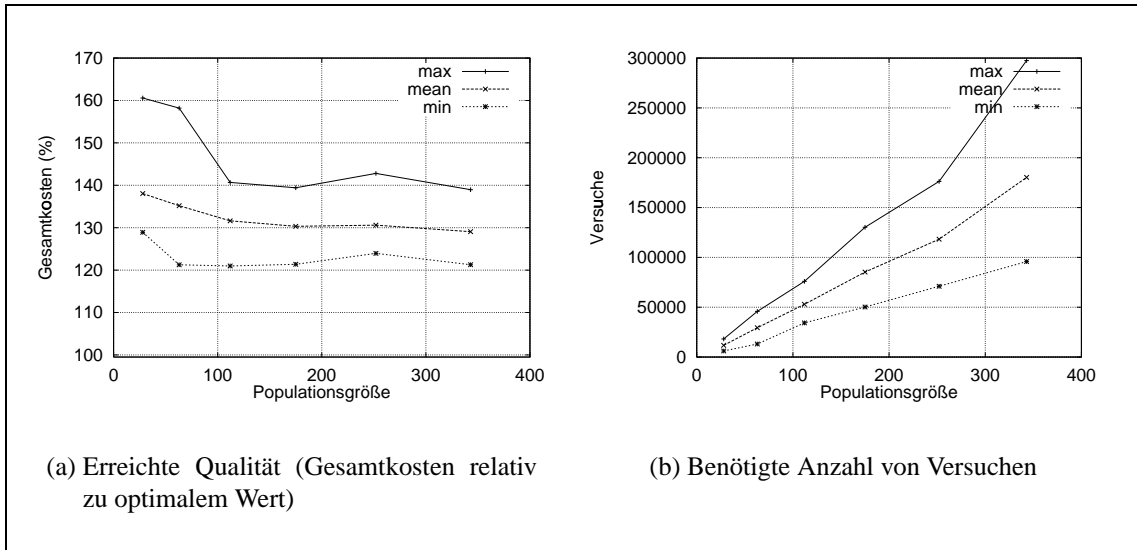 170
160
150
140
130
120
110
100
0
100
200
300
400
Gesamtkosten (%)
Populationsgröße
max
mean
min
300000
250000
200000
150000
100000
50000
0
0
100
200
300
400
Versuche
Populationsgröße
max
mean
min
(a) Erreichte Qualität (Gesamtkosten relativ
zu optimalem Wert)
(b) Benötigte Anzahl von Versuchen